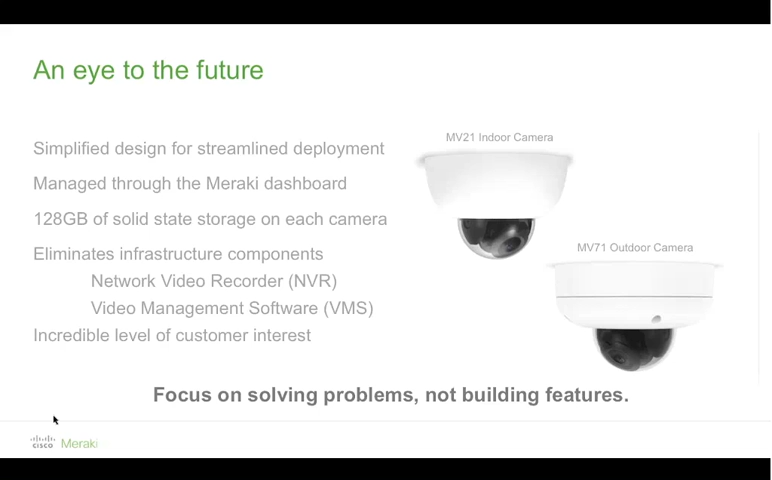 An eye to the future
Simplified design for streamlined deployment
Managed through the Meraki dashboard
128GB of solid state storage on each camera
Eliminates infrastructure components
Network Video Recorder (NVR)
Video Management Software (VMS)
Incredible level of customer interest
MV21 Indoor Camera
MV71 Outdoor Camera
Focus on solving problems, not building features.
CISCO Meraki